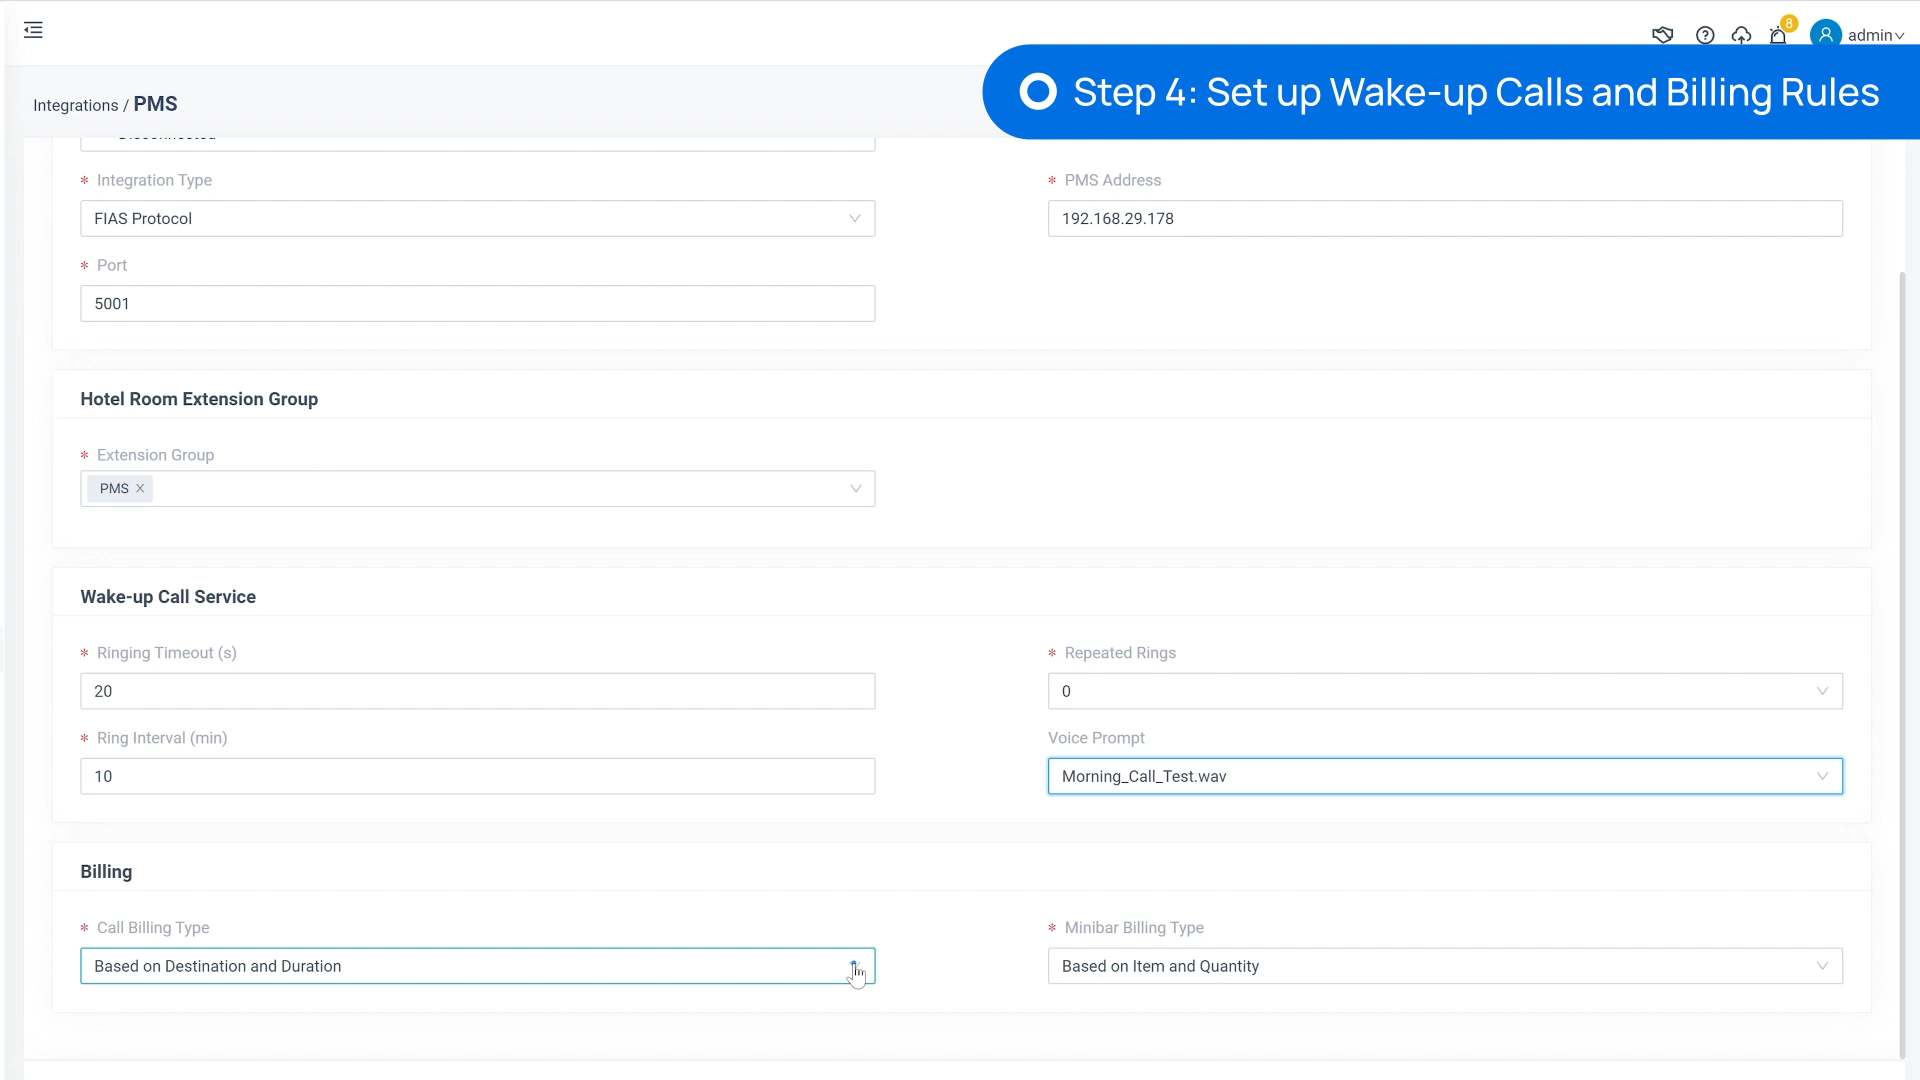 8
admin
Step 4: Set up Wake-up Calls and Billing Rules
Integrations / PMS
Disconnected
* Integration Type
* PMS Address
FIAS Protocol
192.168.29.178
* Port
5001
Hotel Room Extension Group
* Extension Group
PMS
Wake-up Call Service
* Ringing Timeout (s)
* Repeated Rings
20
0
* Ring Interval (min)
Voice Prompt
10
Morning_Call_Test.wav
Billing
* Call Billing Type
* Minibar Billing Type
Based on Destination and Duration
Based on Item and Quantity